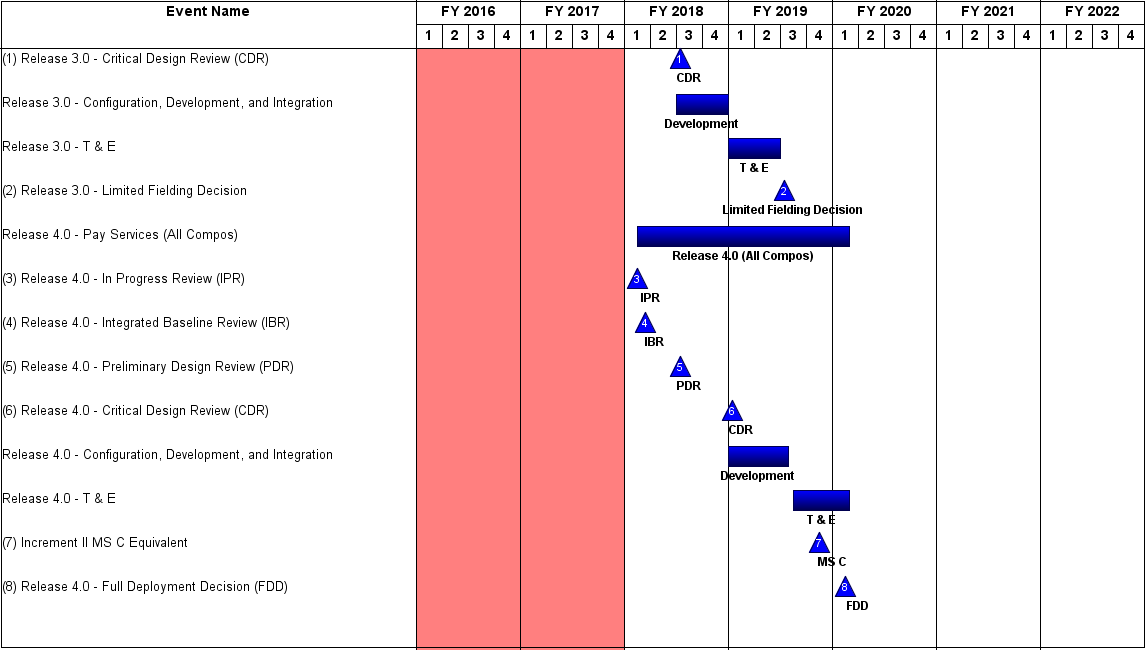 Event Name FY 2016 FY 2017 FY 2018 FY 2019 FY 2020 FY 2021 FY 2022
1 2 3 4 1 2 3 4 1 2 3 4 1 2 3 4 1 2 3 4 1 2 3 4 1 2 3 4
(1) Release 3.0 - Critical Design Review (CDR) 1
CDR
Release 3.0 - Configuration, Development, and Integration
Development
Release 3.0 - T & E
T & E
(2) Release 3.0 - Limited Fielding Decision 2
Limited Fielding Decision
Release 4.0 - Pay Services (All Compos)
Release 4.0 (All Compos)
(3) Release 4.0 - In Progress Review (IPR) 3
IPR
(4) Release 4.0 - Integrated Baseline Review (IBR) 4
IBR
(5) Release 4.0 - Preliminary Design Review (PDR) 5
PDR
(6) Release 4.0 - Critical Design Review (CDR) 6
CDR
Release 4.0 - Configuration, Development, and Integration
Development
Release 4.0 - T & E
T & E
(7) Increment II MS C Equivalent 7
MS C
(8) Release 4.0 - Full Deployment Decision (FDD) 8
FDD